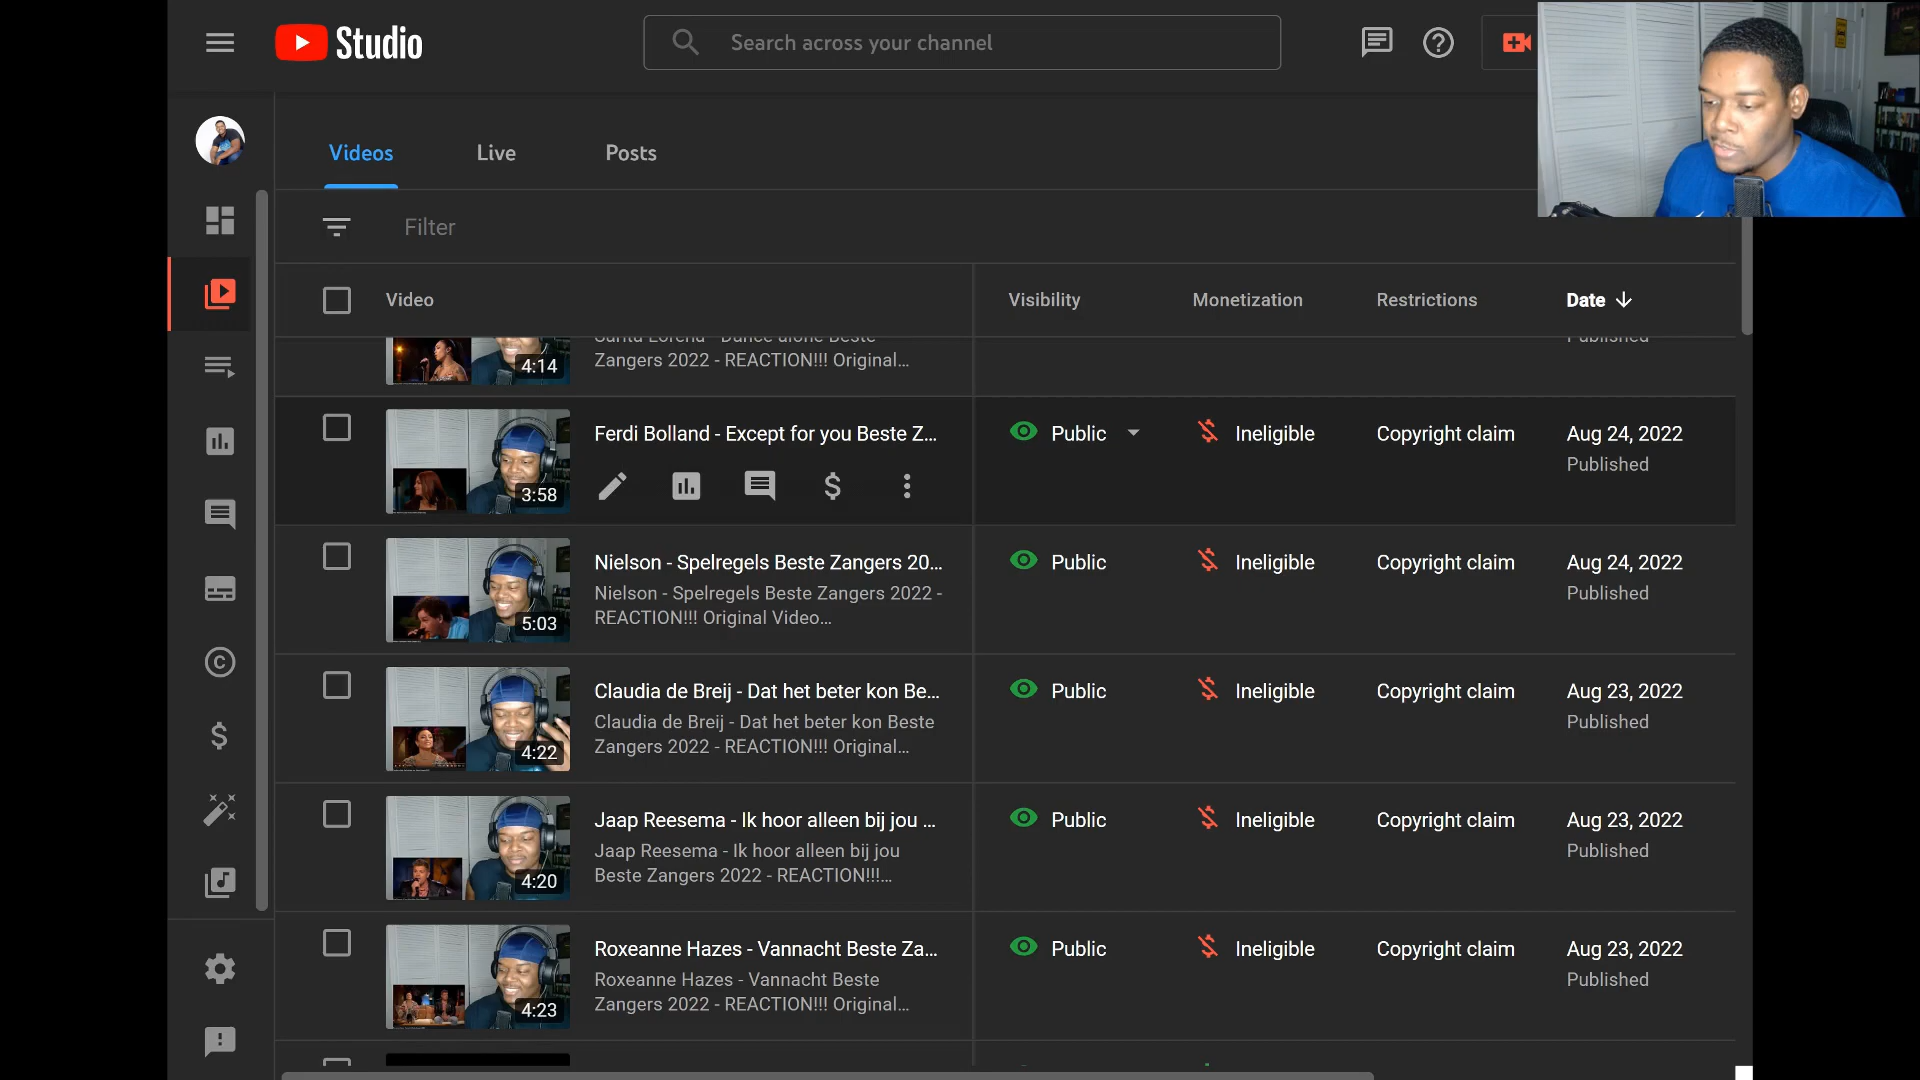 Studio
Search across your channel
Videos
Live
Posts
Filter
Video
Visibility
Monetization
Restrictions
Date
Santa Lorena - Dance alone Beste
Zangers 2022 - REACTION!!! Original...
4:14
Published
Ferdi Bolland - Except for you Beste Z...
3:58
Public
Ineligible
Copyright claim
Aug 24, 2022
Published
Nielson - Spelregels Beste Zangers 20...
Nielson - Spelregels Beste Zangers 2022 -
REACTION!!! Original Video...
5:03
Public
Ineligible
Copyright claim
Aug 24, 2022
Published
Claudia de Breij - Dat het beter kon Be...
Claudia de Breij - Dat het beter kon Beste
Zangers 2022 - REACTION!!! Original...
4:22
Public
Ineligible
Copyright claim
Aug 23, 2022
Published
Jaap Reesema - Ik hoor alleen bij jou ...
Jaap Reesema - Ik hoor alleen bij jou
Beste Zangers 2022 - REACTION!!!...
4:20
Public
Ineligible
Copyright claim
Aug 23, 2022
Published
Roxeanne Hazes - Vannacht Beste Za...
Roxeanne Hazes - Vannacht Beste
Zangers 2022 - REACTION!!! Original...
4:23
Public
Ineligible
Copyright claim
Aug 23, 2022
Published